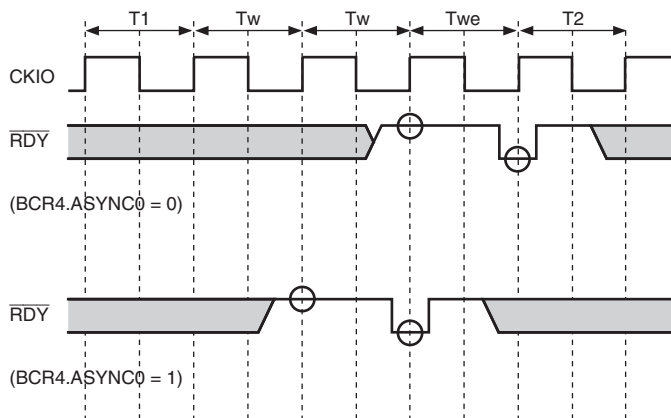 T1 Tw Tw Twe T2
CKIO
RDY
(BCR4.ASYNC0 = 0)
RDY
(BCR4.ASYNC0 = 1)